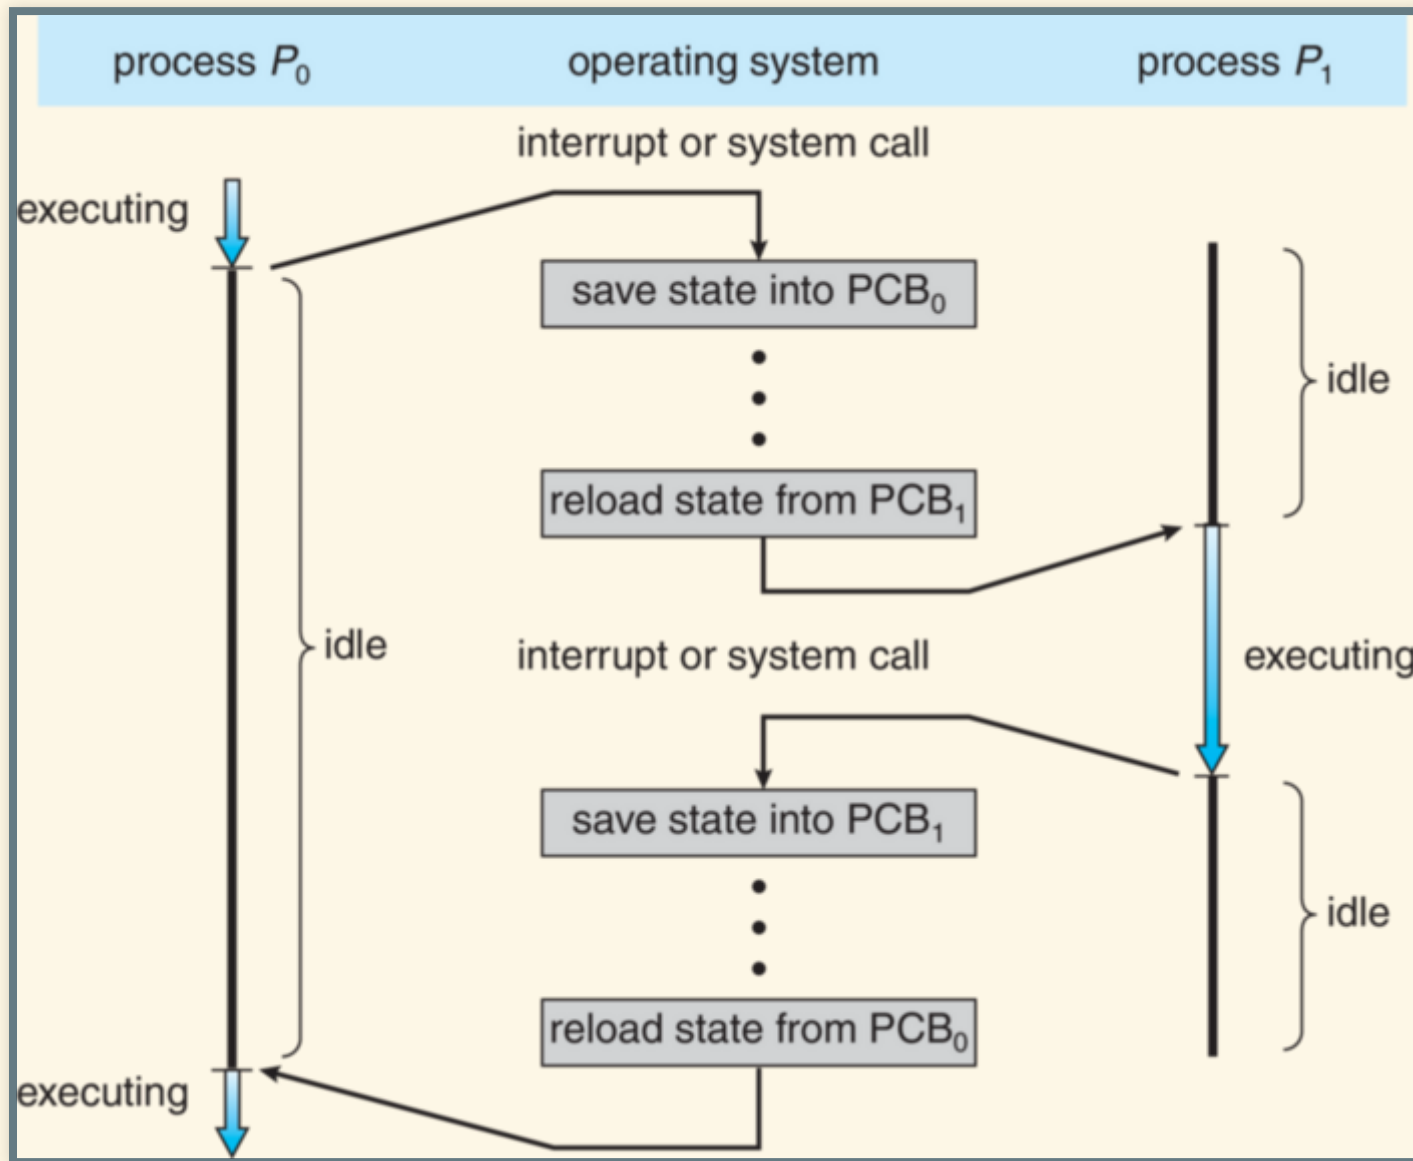 process P₀ operating system process P₁
interrupt or system call
executing
save state into PCB₀
idle
reload state from PCB₁
idle
interrupt or system call
executing
save state into PCB₁
idle
reload state from PCB₀
executing